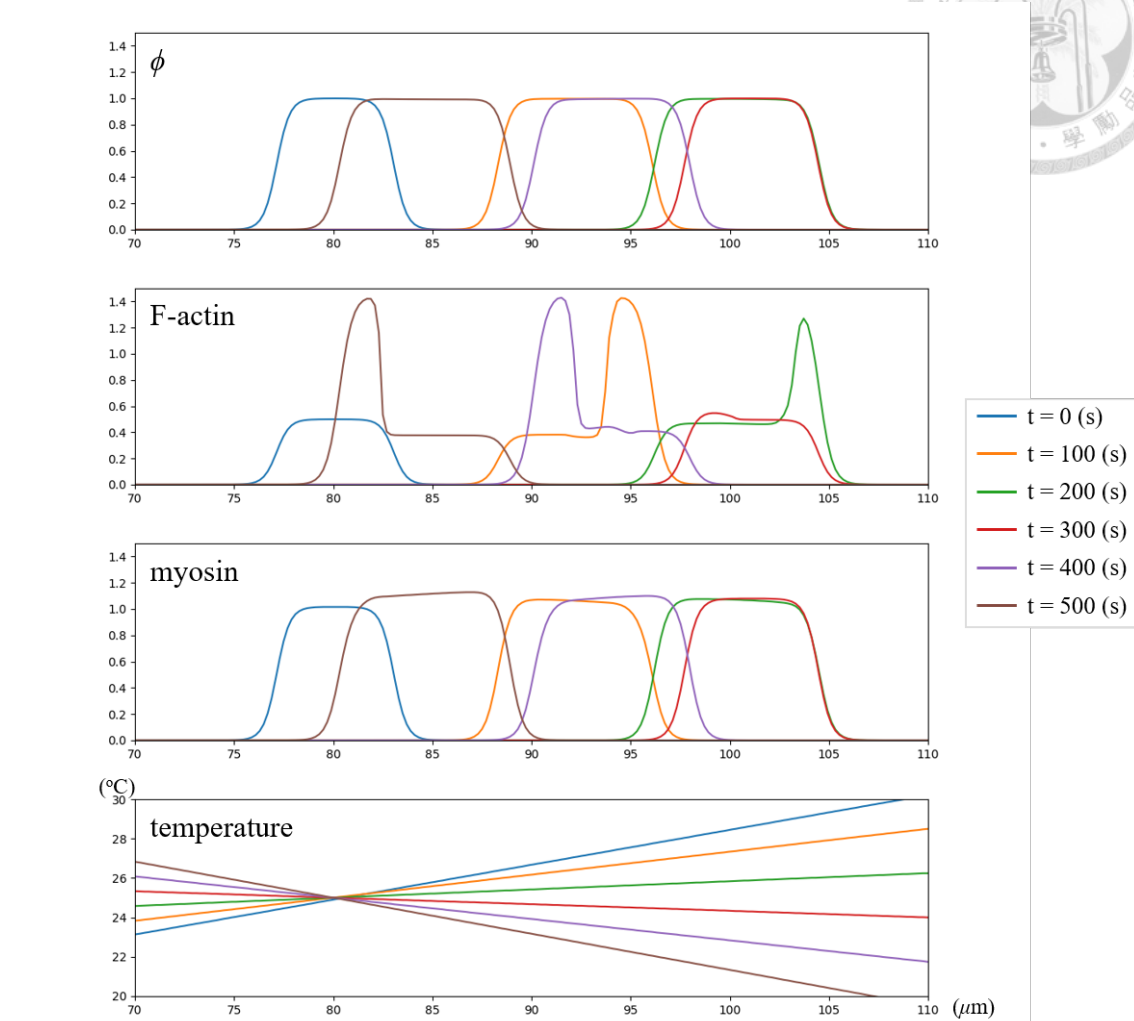 1.4
1.2
1.0
0.8
0.6
0.4
0.2
0.0
ϕ
70 75 80 85 90 95 100 105 110
1.4
1.2
1.0
0.8
0.6
0.4
0.2
0.0
F-actin
70 75 80 85 90 95 100 105 110
t = 0 (s)
t = 100 (s)
t = 200 (s)
t = 300 (s)
t = 400 (s)
t = 500 (s)
1.4
1.2
1.0
0.8
0.6
0.4
0.2
0.0
myosin
70 75 80 85 90 95 100 105 110
(°C)
30
28
26
24
22
20
temperature
70 75 80 85 90 95 100 105 110 (μm)
學勵品